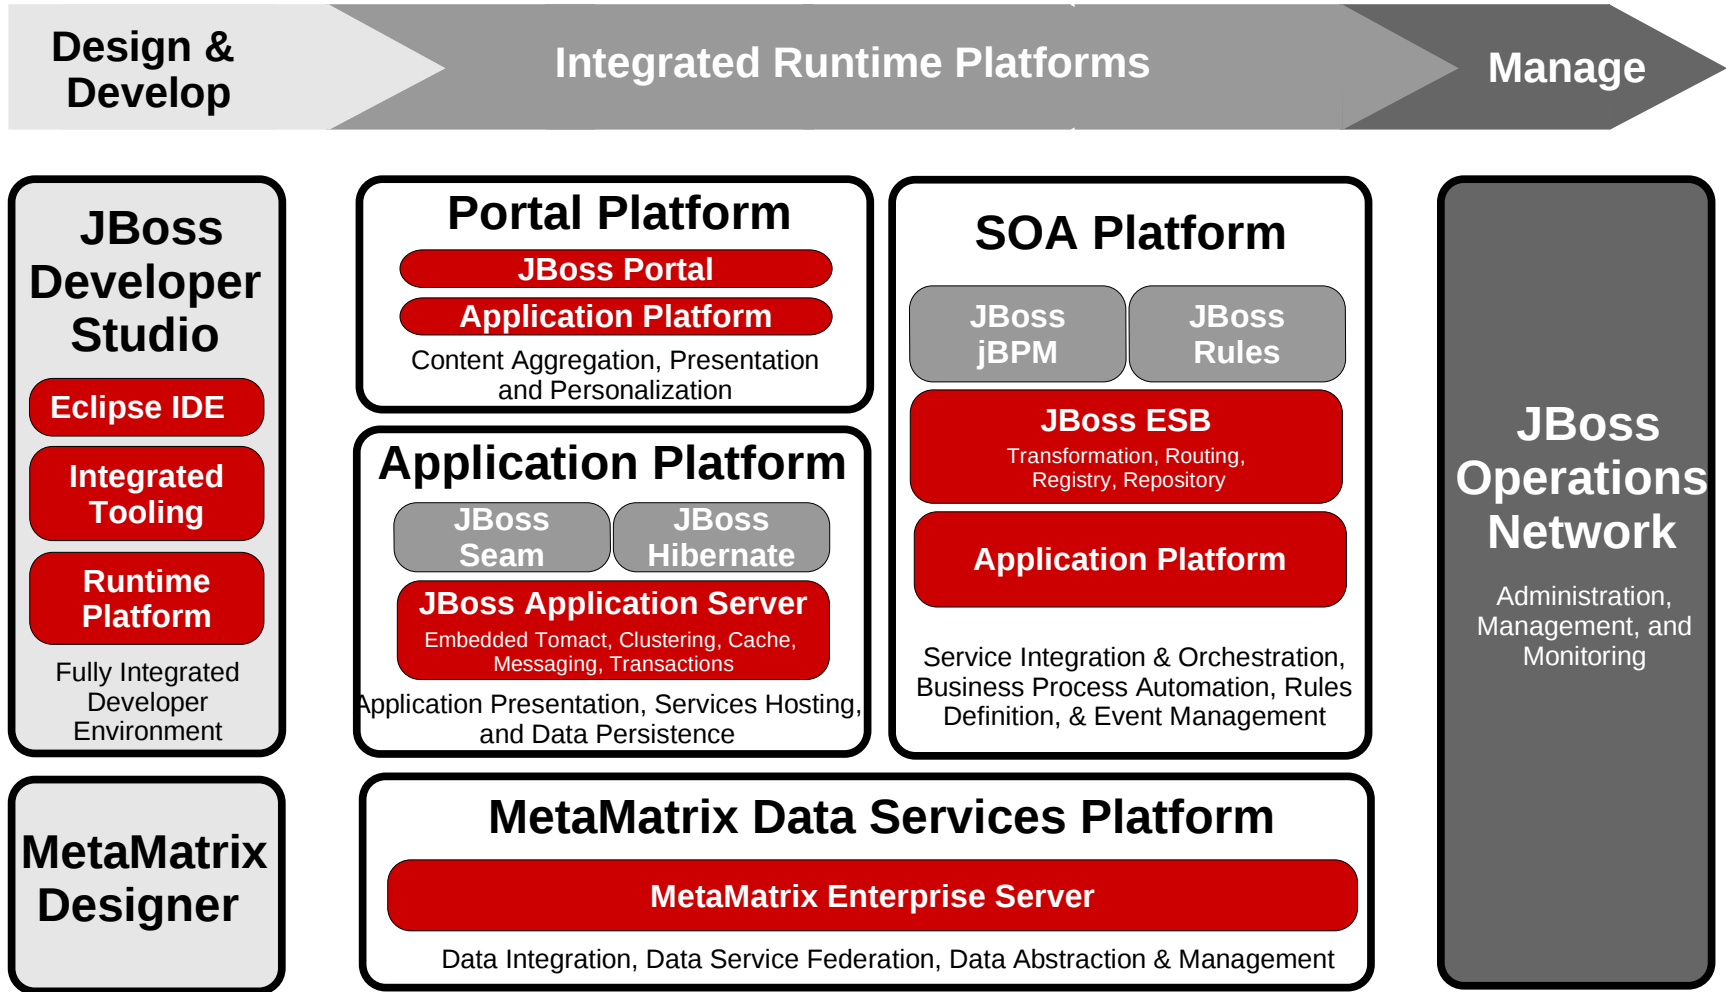 Design &
Develop
Integrated Runtime Platforms
Manage
JBoss
Developer
Studio
Eclipse IDE
Integrated
Tooling
Runtime
Platform
Fully Integrated
Developer
Environment
MetaMatrix
Designer
Portal Platform
JBoss Portal
Application Platform
Content Aggregation, Presentation
and Personalization
Application Platform
JBoss
Seam
JBoss
Hibernate
JBoss Application Server
Embedded Tomact, Clustering, Cache,
Messaging, Transactions
Application Presentation, Services Hosting,
and Data Persistence
SOA Platform
JBoss
jBPM
JBoss
Rules
JBoss ESB
Transformation, Routing,
Registry, Repository
Application Platform
Service Integration & Orchestration,
Business Process Automation, Rules
Definition, & Event Management
MetaMatrix Data Services Platform
MetaMatrix Enterprise Server
Data Integration, Data Service Federation, Data Abstraction & Management
JBoss
Operations
Network
Administration,
Management, and
Monitoring